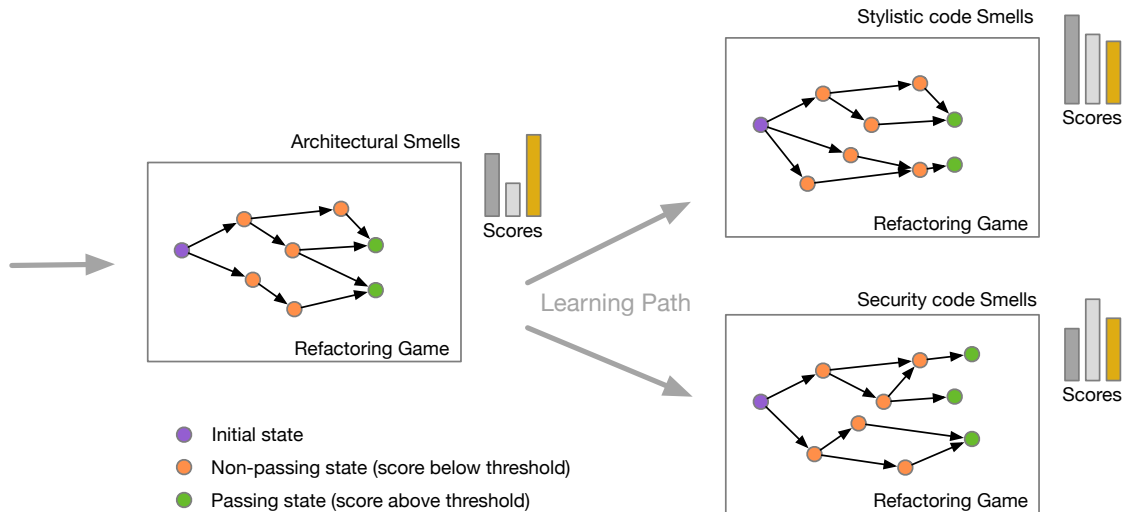 Stylistic code Smells
Scores
Refactoring Game
Architectural Smells
Scores
Refactoring Game
Learning Path
Security code Smells
Scores
Refactoring Game
Initial state
Non-passing state (score below threshold)
Passing state (score above threshold)